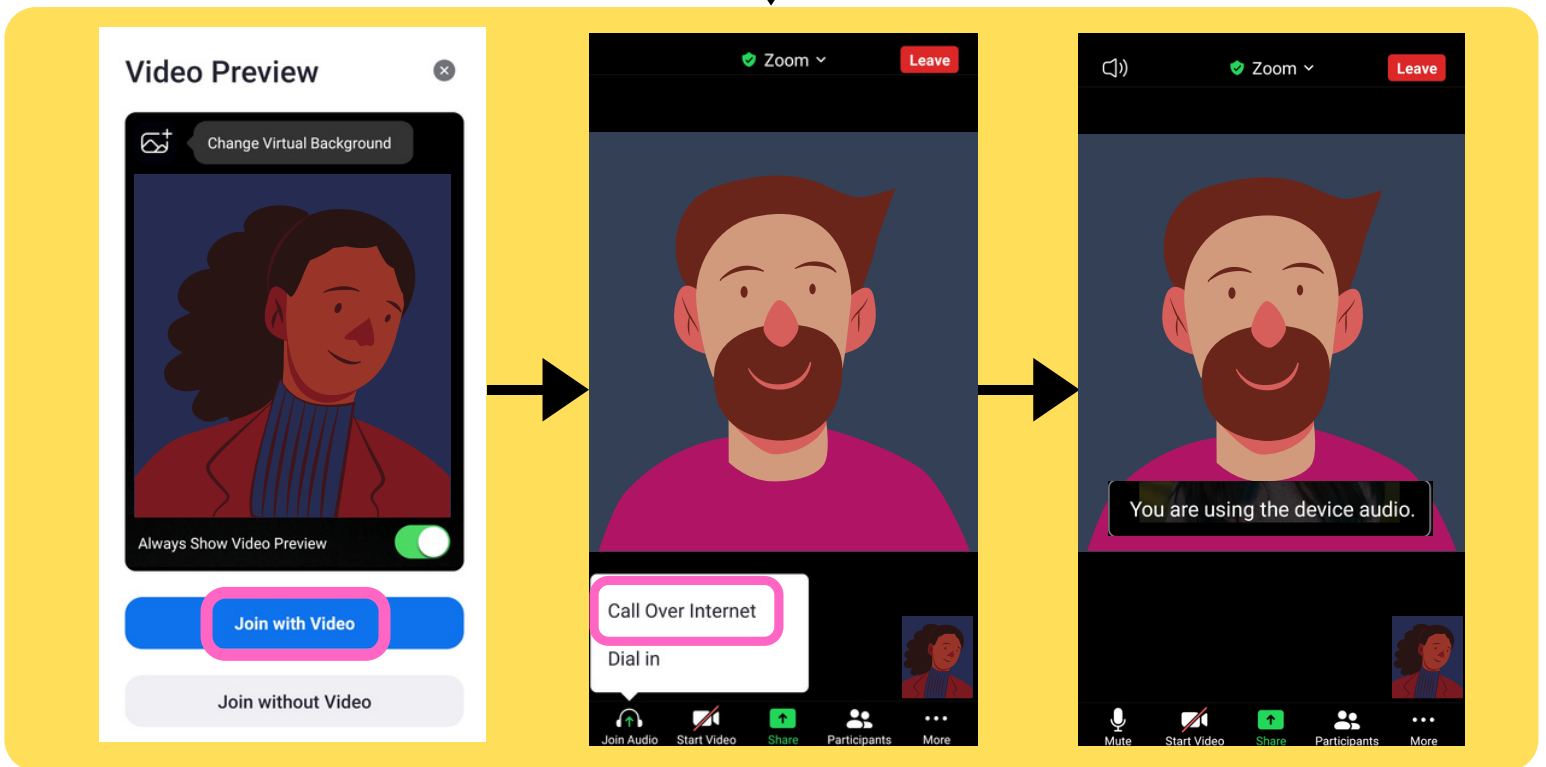 Video Preview
Change Virtual Background
Always Show Video Preview
Join with Video
Join without Video
Zoom
Leave
Call Over Internet
Dial in
Join Audio
Start Video
Share
Participants
More
Zoom
Leave
You are using the device audio.
Mute
Start Video
Share
Participants
More